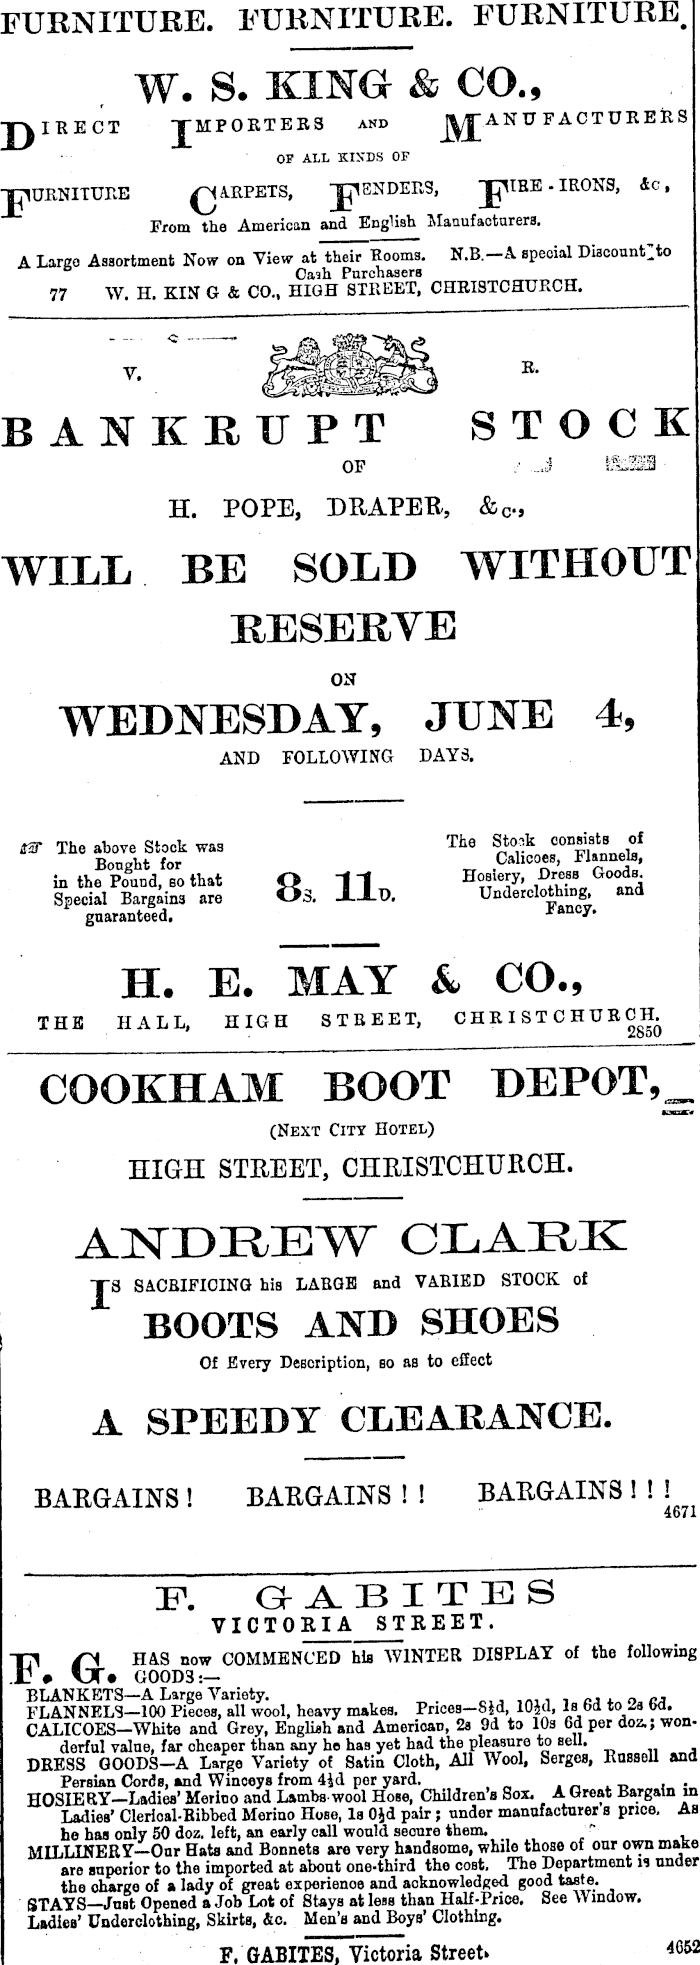 FURNITURE. FURNITURE. FURNITURE.
W. S. KING & CO.,
DIRECT IMPORTERS AND MANUFACTURERS
OF ALL KINDS OF
FURNITURE CARPETS, FENDERS, FIRE-IRONS, &c,
From the American and English Manufacturers.
A Large Assortment Now on View at their Rooms. N.B.—A special Discount to
Cash Purchasers
77 W. H. KING & CO., HIGH STREET, CHRISTCHURCH.
V. R.
BANKRUPT STOCK
OF
H. POPE, DRAPER, &c.,
WILL BE SOLD WITHOUT
RESERVE
ON
WEDNESDAY, JUNE 4,
AND FOLLOWING DAYS.
The above Stock was
Bought for
in the Pound, so that
Special Bargains are
guaranteed.
8s. 11D.
The Stock consists of
Calicoes, Flannels,
Hosiery, Dress Goods.
Underclothing, and
Fancy.
H. E. MAY & CO.,
THE HALL, HIGH STREET, CHRISTCHURCH.
2850
COOKHAM BOOT DEPOT,
(NEXT CITY HOTEL)
HIGH STREET, CHRISTCHURCH.
ANDREW CLARK
IS SACRIFICING his LARGE and VARIED STOCK of
BOOTS AND SHOES
Of Every Description, so as to effect
A SPEEDY CLEARANCE.
BARGAINS! BARGAINS!! BARGAINS!!!
4671
F. GABITES
VICTORIA STREET.
F. G. HAS now COMMENCED his WINTER DISPLAY of the following
GOODS:—
BLANKETS—A Large Variety.
FLANNELS—100 Pieces, all wool, heavy makes. Prices—8½d, 10½d, 1s 6d to 2s 6d.
CALICOES—White and Grey, English and American, 2s 9d to 10s 6d per doz.; won-
derful value, far cheaper than any he has yet had the pleasure to sell.
DRESS GOODS—A Large Variety of Satin Cloth, All Wool, Serges, Russell and
Persian Cords, and Winceys from 4½d per yard.
HOSIERY—Ladies' Merino and Lambs-wool Hose, Children's Sox. A Great Bargain in
Ladies' Clerical-Ribbed Merino Hose, 1s 0½d pair; under manufacturer's price. As
he has only 50 doz. left, an early call would secure them.
MILLINERY—Our Hats and Bonnets are very handsome, while those of our own make
are superior to the imported at about one-third the cost. The Department is under
the charge of a lady of great experience and acknowledged good taste.
STAYS—Just Opened a Job Lot of Stays at less than Half-Price. See Window.
Ladies' Underclothing, Skirts, &c. Men's and Boys' Clothing.
F. GABITES, Victoria Street.
4652